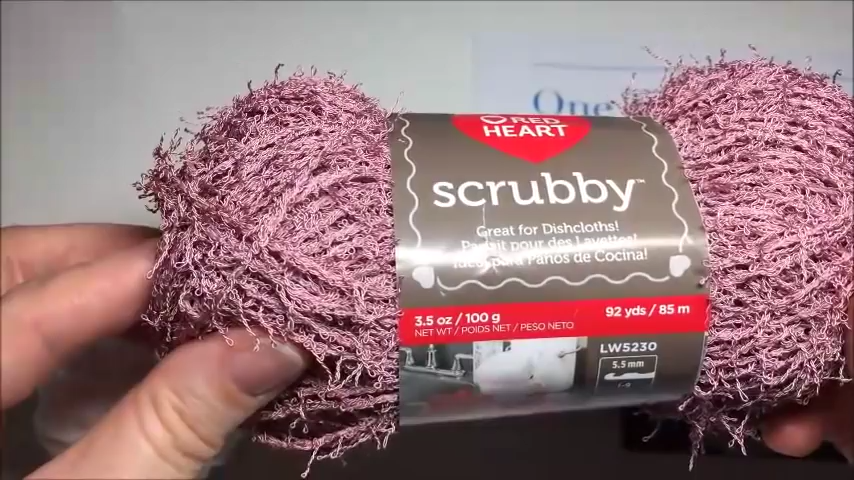 One
RED
HEART
scrubby™
Great for Dishcloths!
Parfait pour des Lavettes!
Ideal para paños de Cocina!
3.5 oz / 100 g
NET WT / POIDS NET / PESO NETO
92 yds / 85 m
LW5230
5.5 mm